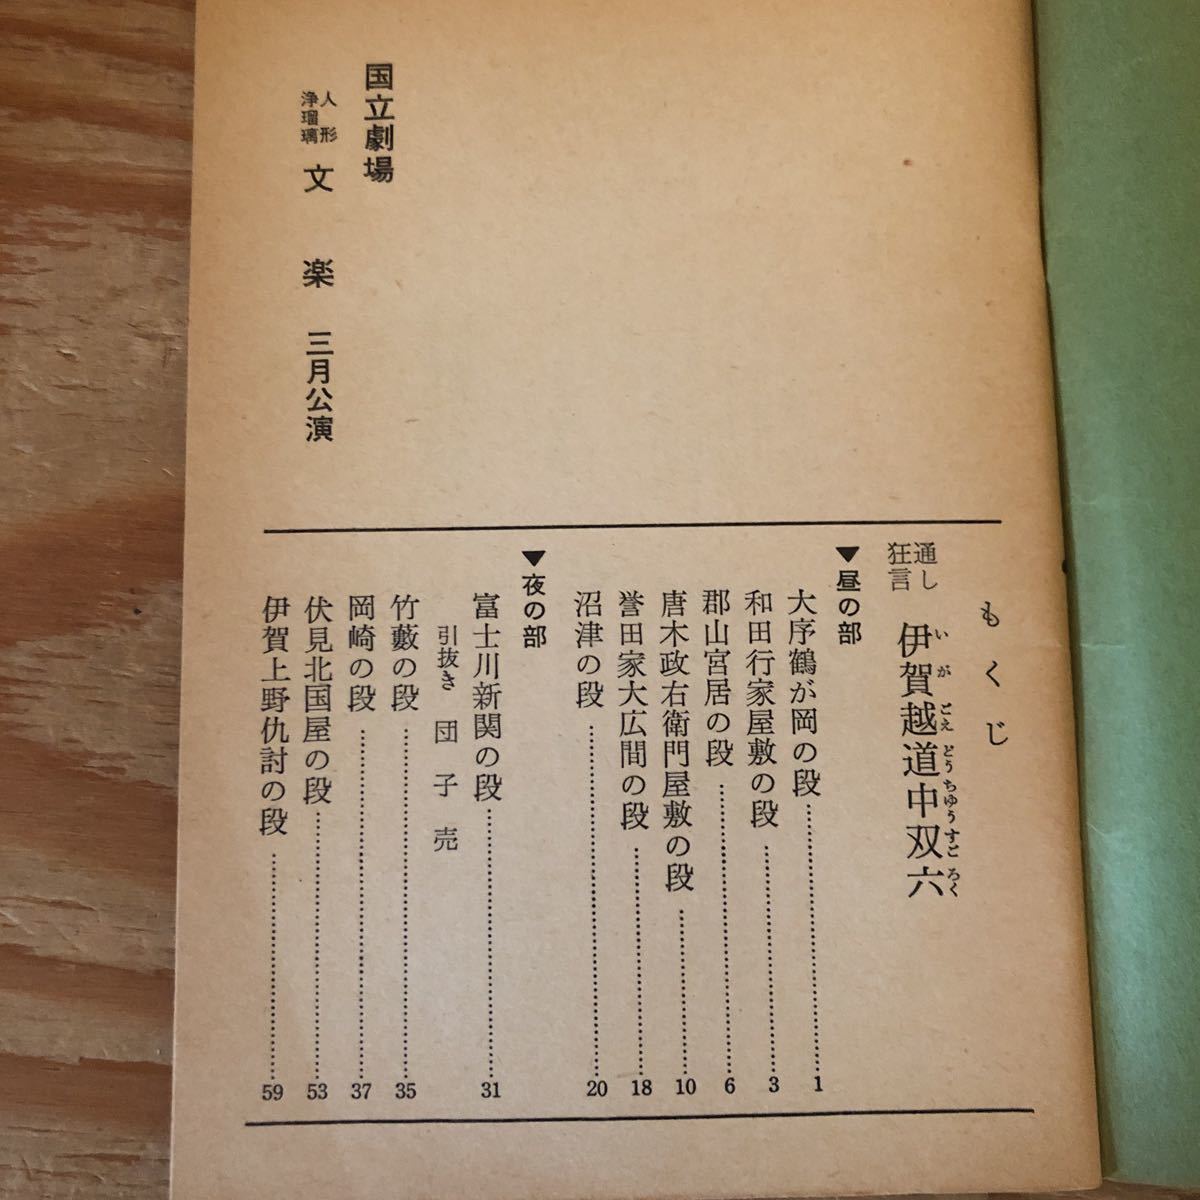 国立劇場
人形
浄瑠璃 文楽 三月公演
もくじ
通し
狂言 伊賀越道中双六
いがごえどうちゆうすごろく
▼昼の部
大序鶴が岡の段……1
和田行家屋敷の段……3
郡山宮居の段……6
唐木政右衛門屋敷の段……10
誉田家大広間の段……18
沼津の段……20
▼夜の部
富士川新関の段……31
引抜き 団子売
竹藪の段……35
岡崎の段……37
伏見北国屋の段……53
伊賀上野仇討の段……59